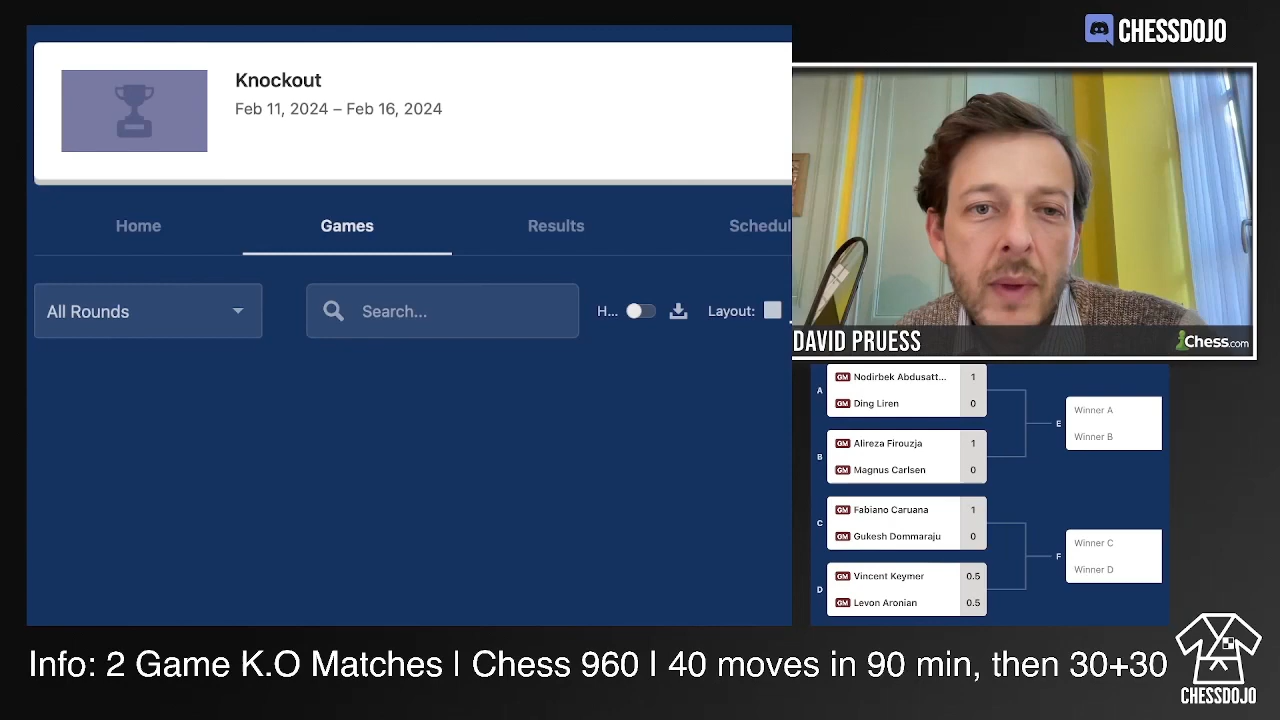 CHESSDOJO
Knockout
Feb 11, 2024 – Feb 16, 2024
Home
Games
Results
Schedul
All Rounds
Search...
H...
Layout:
DAVID PRUESS
Chess.com
A
GM Nodirbek Abdusatt... 1
GM Ding Liren 0
B
GM Alireza Firouzja 1
GM Magnus Carlsen 0
C
GM Fabiano Caruana 1
GM Gukesh Dommaraju 0
D
GM Vincent Keymer 0.5
GM Levon Aronian 0.5
E
Winner A
Winner B
F
Winner C
Winner D
Info: 2 Game K.O Matches | Chess 960 | 40 moves in 90 min, then 30+30
CHESSDOJO